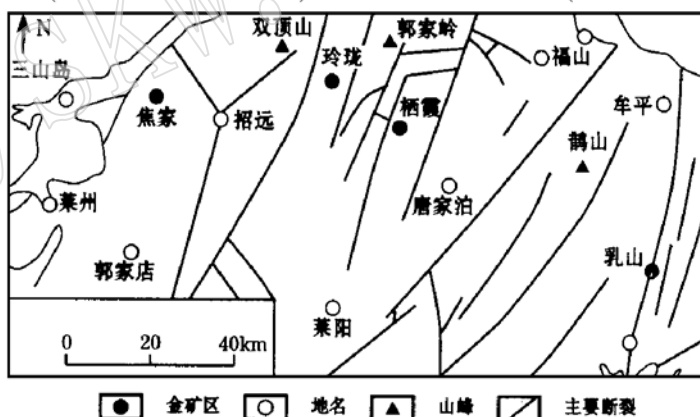 N
双顶山
郭家岭
玲珑
福山
三山岛
焦家
招远
栖霞
牟平
鹊山
莱州
唐家泊
郭家店
乳山
莱阳
0 20 40km
金矿区 地名 山峰 主要断裂